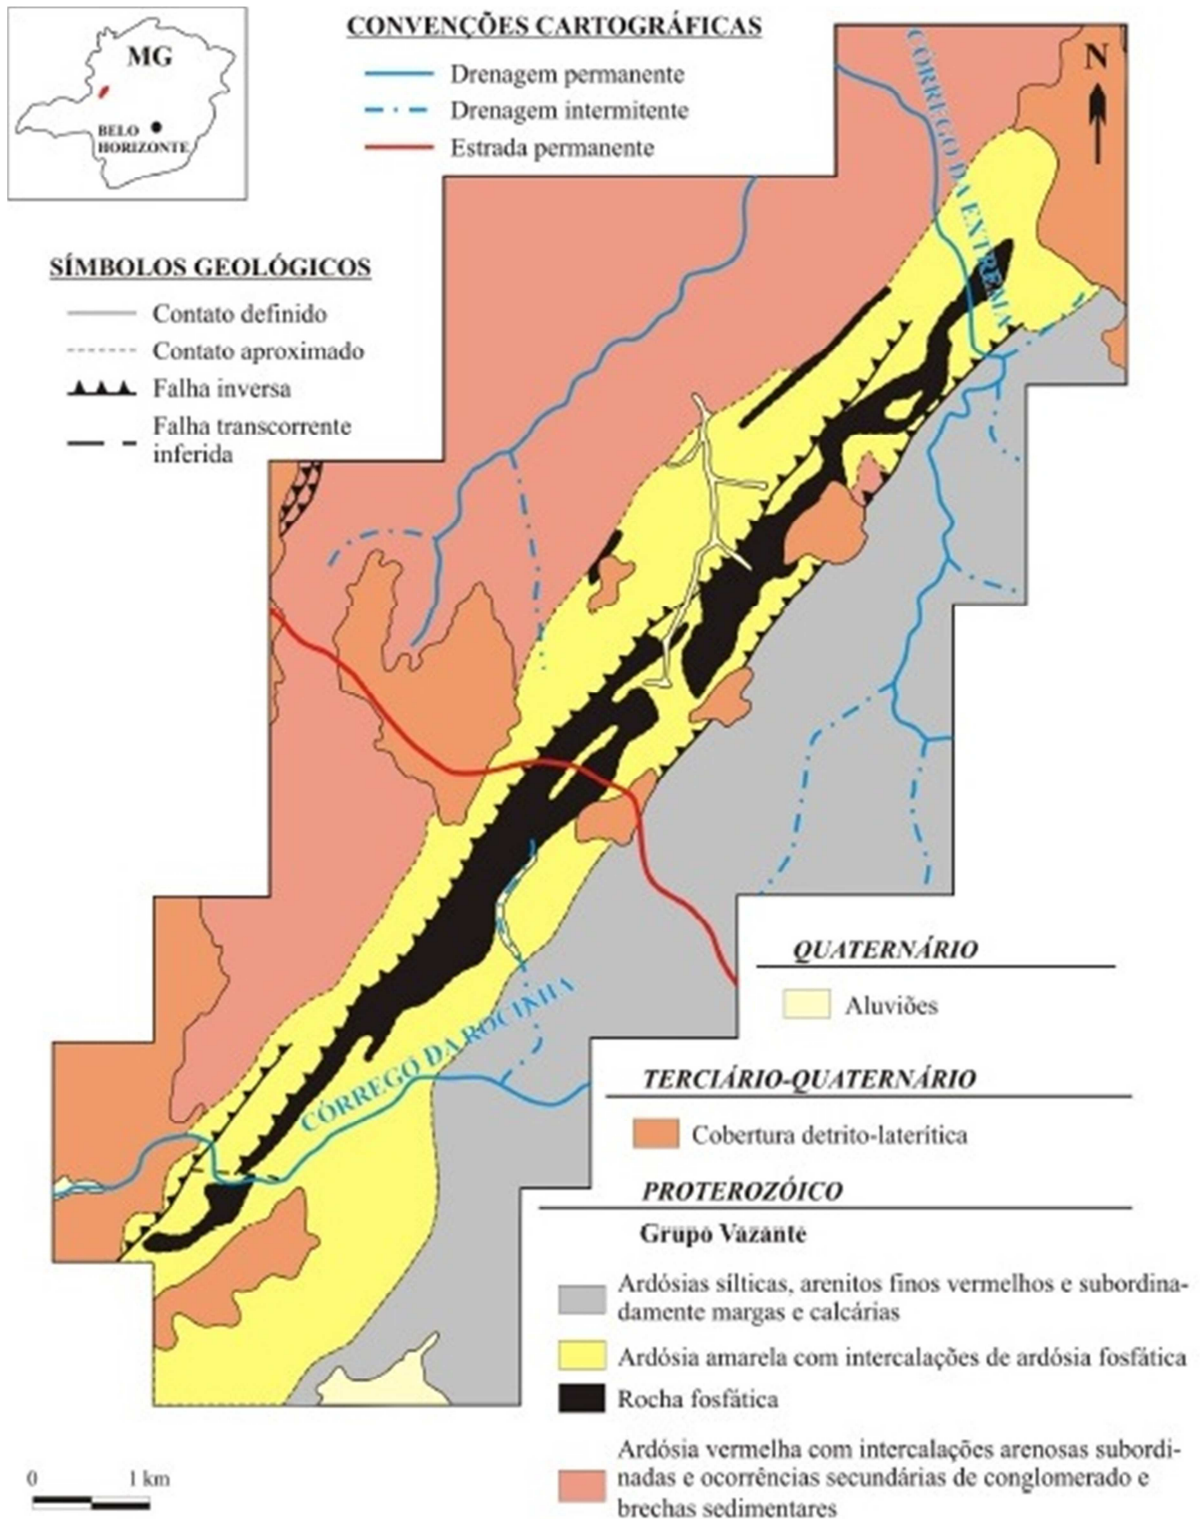 MG
BELO
HORIZONTE
CONVENÇÕES CARTOGRÁFICAS
Drenagem permanente
Drenagem intermitente
Estrada permanente
N
CÓRREGO DA EXTREMA
SÍMBOLOS GEOLÓGICOS
Contato definido
Contato aproximado
Falha inversa
Falha transcorrente
inferida
CÓRREGO DA ROCINHA
QUATERNÁRIO
Aluviões
TERCIÁRIO-QUATERNÁRIO
Cobertura detrito-laterítica
PROTEROZÓICO
Grupo Vazante
Ardósias sílticas, arenitos finos vermelhos e subordina-
damente margas e calcárias
Ardósia amarela com intercalações de ardósia fosfática
Rocha fosfática
Ardósia vermelha com intercalações arenosas subordi-
nadas e ocorrências secundárias de conglomerado e
brechas sedimentares
0 1 km